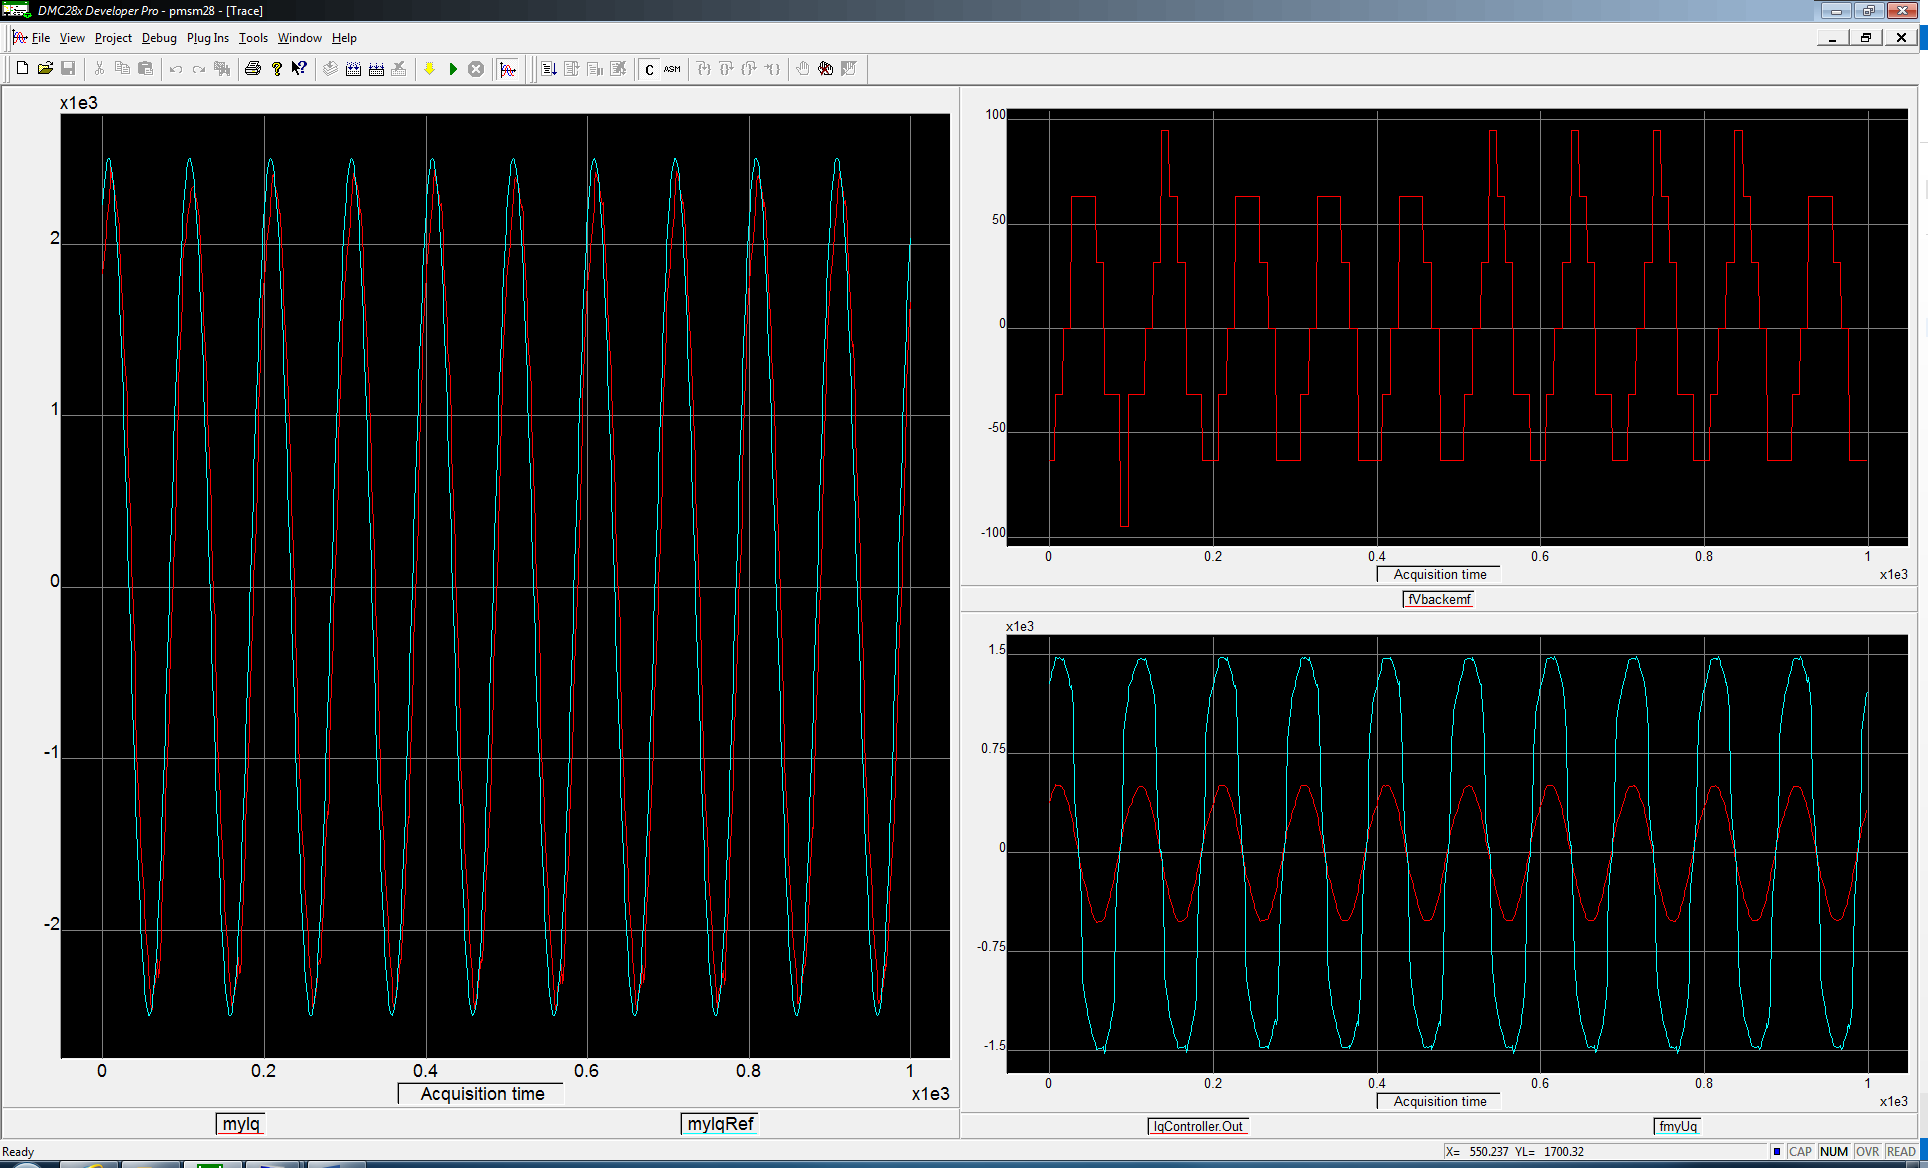 DMC28x Developer Pro - pmsm28 - [Trace]
File View Project Debug Plug Ins Tools Window Help
C ASM
x1e3
2
1
0
-1
-2
0 0.2 0.4 0.6 0.8 1
Acquisition time
x1e3
myIq myIqRef
100
50
0
-50
-100
0 0.2 0.4 0.6 0.8 1
Acquisition time
x1e3
fVbackemf
x1e3
1.5
0.75
0
-0.75
-1.5
0 0.2 0.4 0.6 0.8 1
Acquisition time
x1e3
IqController.Out fmyUq
Ready
X= 550.237 YL= 1700.32
CAP NUM OVR READ